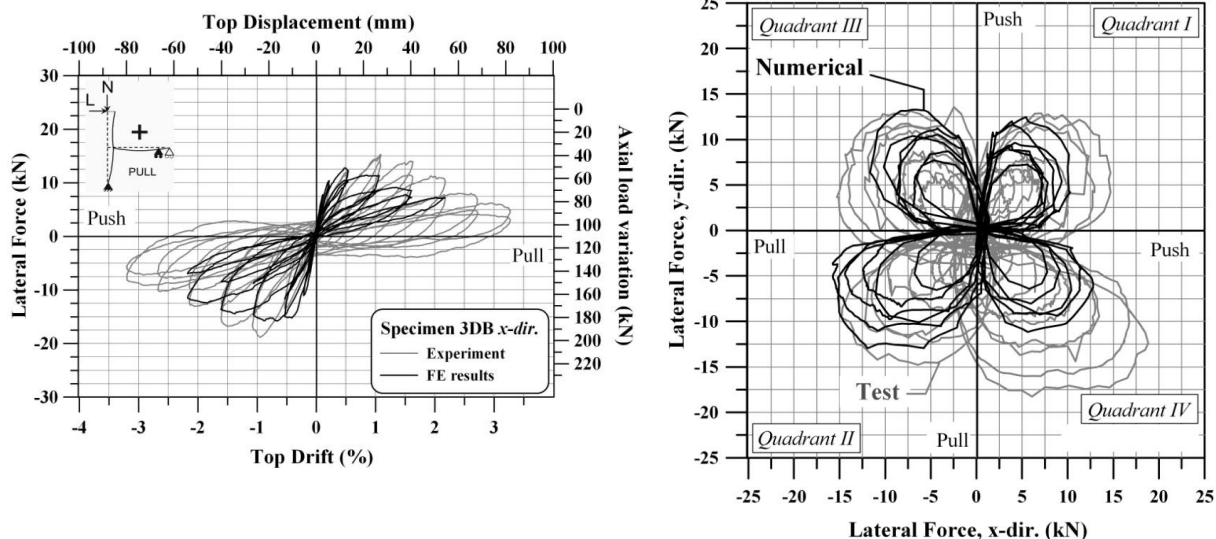 Top Displacement (mm)
-100 -80 -60 -40 -20 0 20 40 60 80 100
30
20
10
0
-10
-20
-30
Lateral Force (kN)
N
L
+
PULL
Push
Pull
0
20
40
60
80
100
120
140
160
180
200
220
Axial load variation (kN)
Specimen 3DB x-dir.
Experiment
FE results
-4 -3 -2 -1 0 1 2 3
Top Drift (%)
25
20
15
10
5
0
-5
-10
-15
-20
-25
Lateral Force, y-dir. (kN)
Quadrant III
Push
Quadrant I
Numerical
Pull
Push
Test
Quadrant IV
Quadrant II
Pull
-25 -20 -15 -10 -5 0 5 10 15 20 25
Lateral Force, x-dir. (kN)